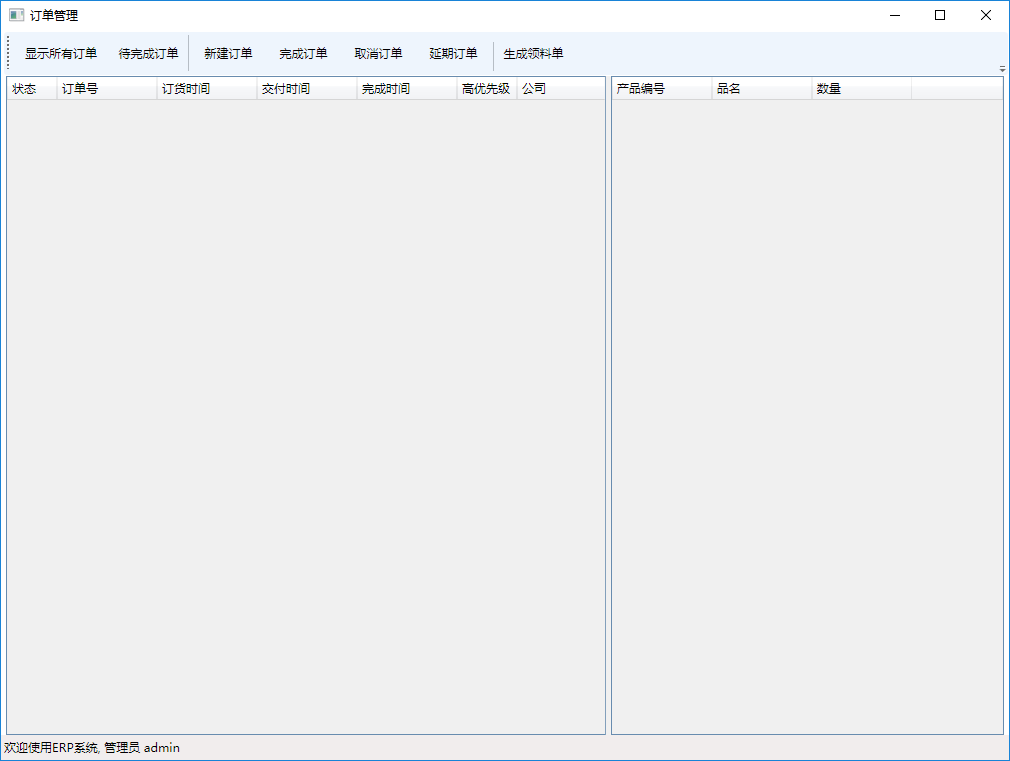 订单管理
显示所有订单 待完成订单 新建订单 完成订单 取消订单 延期订单 生成领料单
状态 订单号 订货时间 交付时间 完成时间 高优先级 公司 产品编号 品名 数量
欢迎使用ERP系统, 管理员 admin